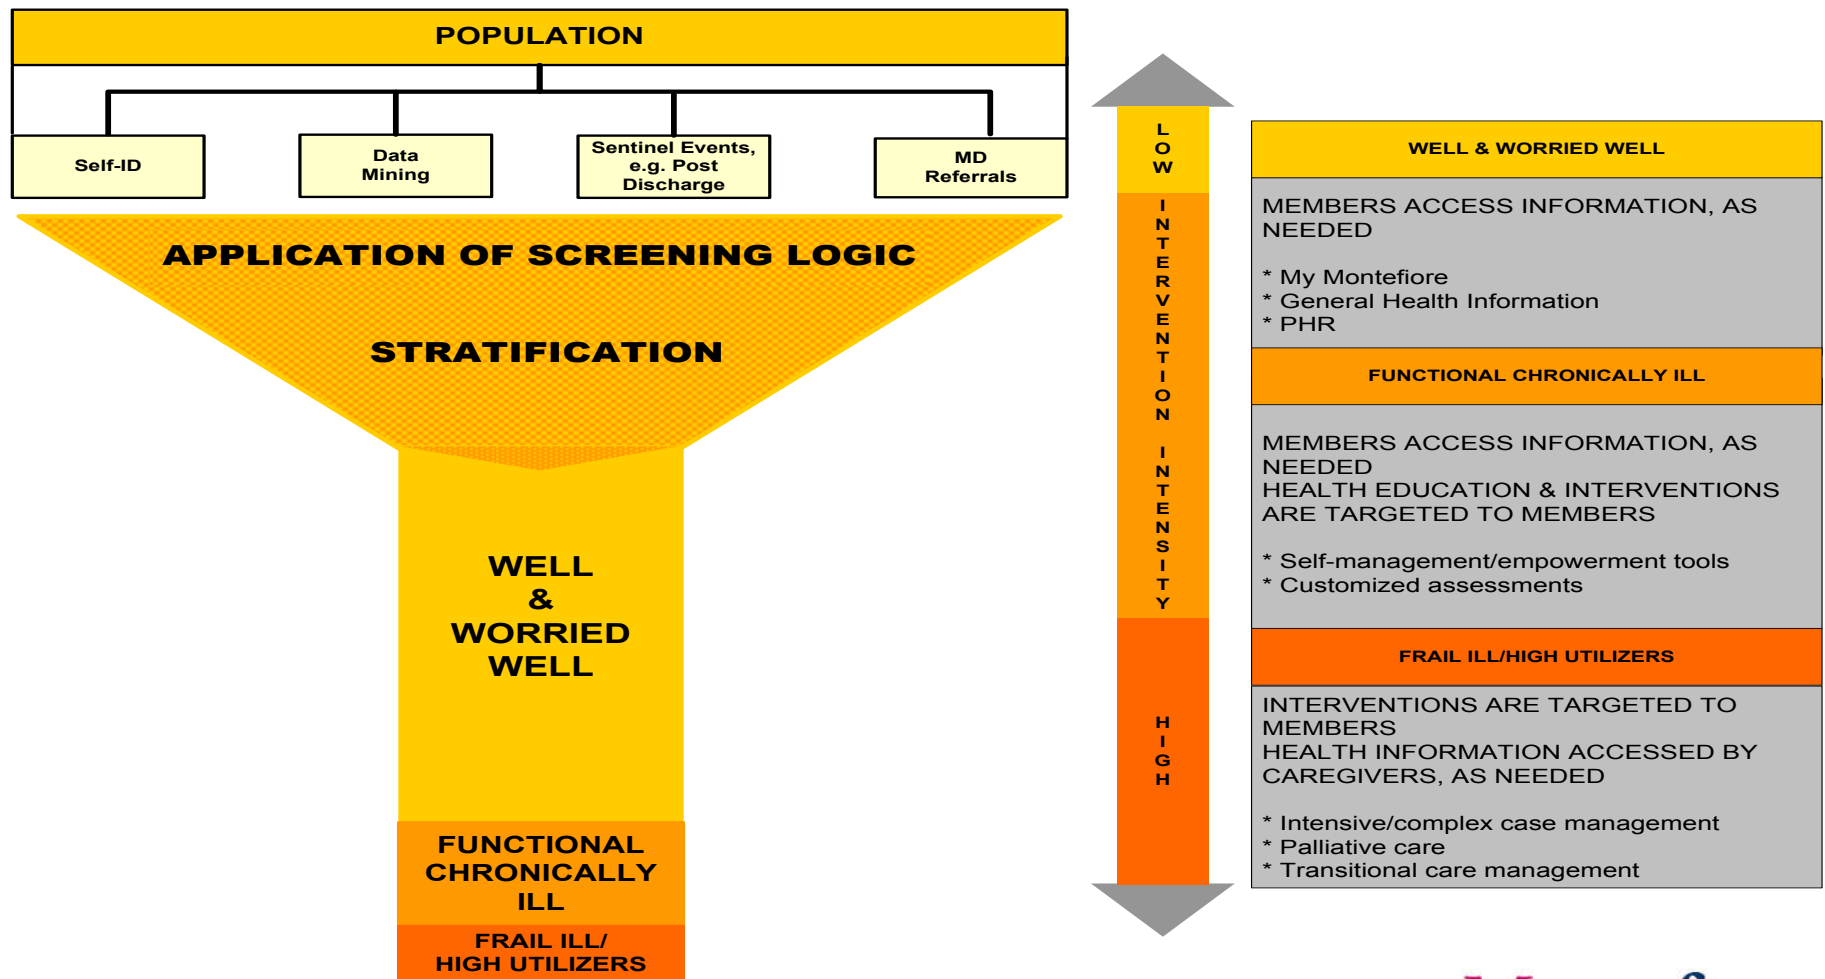 POPULATION
Self-ID
Data
Mining
Sentinel Events,
e.g. Post
Discharge
MD
Referrals
APPLICATION OF SCREENING LOGIC
STRATIFICATION
WELL
&
WORRIED
WELL
FUNCTIONAL
CHRONICALLY
ILL
FRAIL ILL/
HIGH UTILIZERS
LOW
INTERVENTION INTENSITY
HIGH
WELL & WORRIED WELL
MEMBERS ACCESS INFORMATION, AS
NEEDED
* My Montefiore
* General Health Information
* PHR
FUNCTIONAL CHRONICALLY ILL
MEMBERS ACCESS INFORMATION, AS
NEEDED
HEALTH EDUCATION & INTERVENTIONS
ARE TARGETED TO MEMBERS
* Self-management/empowerment tools
* Customized assessments
FRAIL ILL/HIGH UTILIZERS
INTERVENTIONS ARE TARGETED TO
MEMBERS
HEALTH INFORMATION ACCESSED BY
CAREGIVERS, AS NEEDED
* Intensive/complex case management
* Palliative care
* Transitional care management